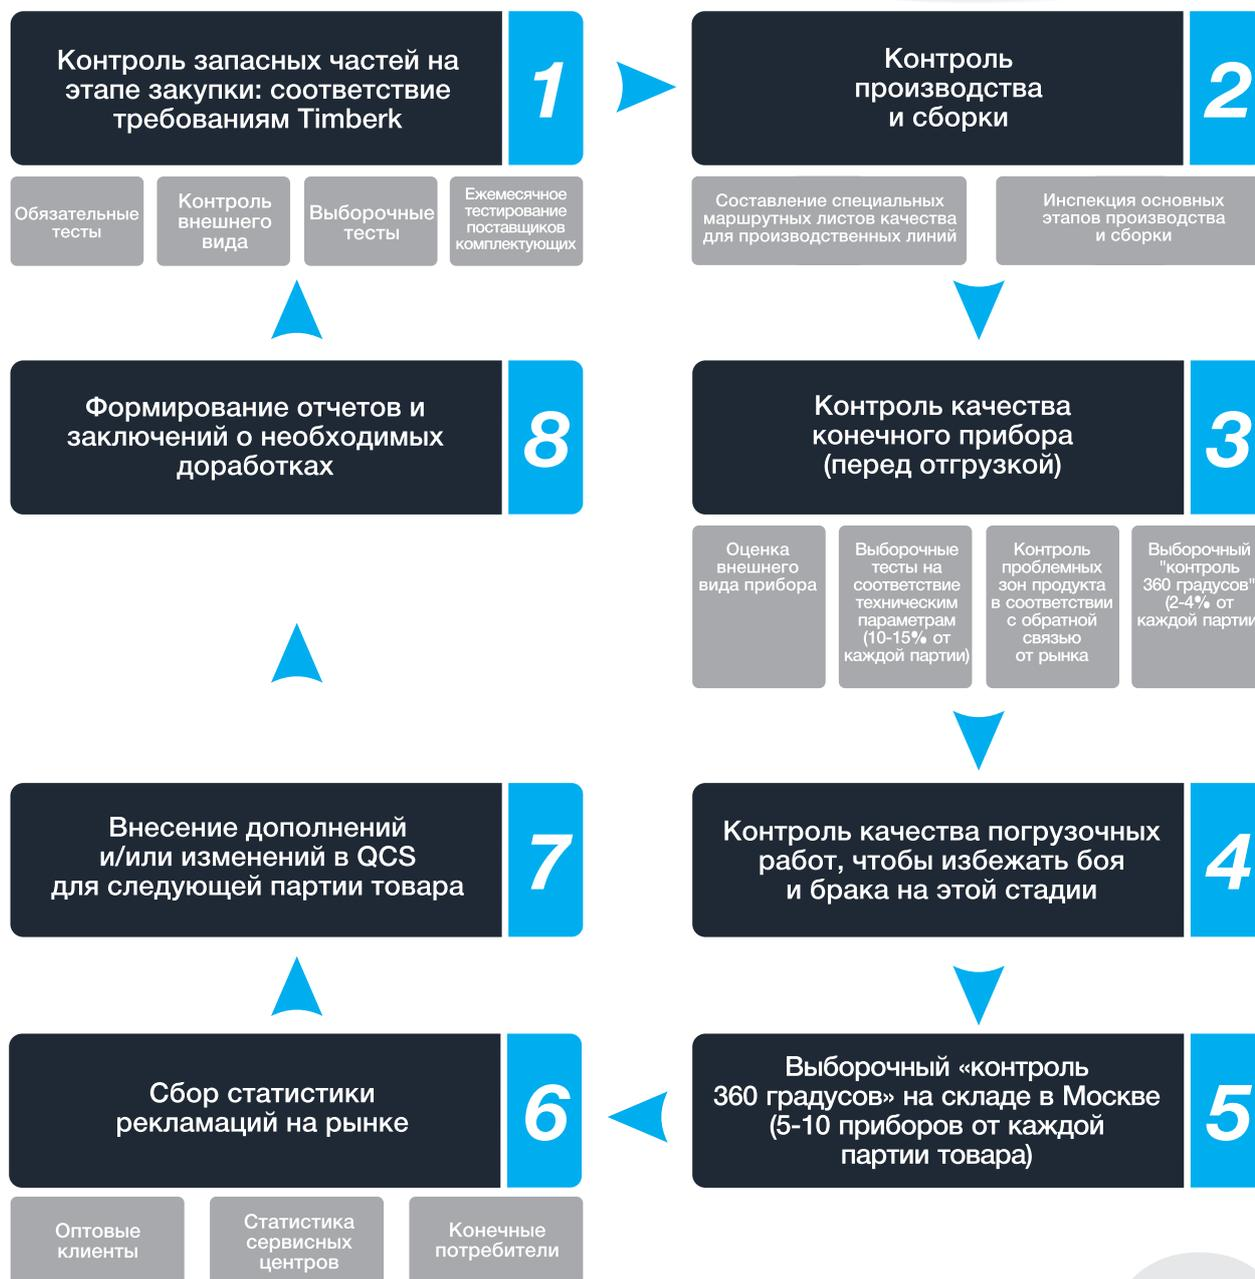 Контроль запасных частей на
этапе закупки: соответствие
требованиям Timberk
1
Обязательные
тесты
Контроль
внешнего
вида
Выборочные
тесты
Ежемесячное
тестирование
поставщиков
комплектующих
Контроль
производства
и сборки
2
Составление специальных
маршрутных листов качества
для производственных линий
Инспекция основных
этапов производства
и сборки
Контроль качества
конечного прибора
(перед отгрузкой)
3
Оценка
внешнего
вида прибора
Выборочные
тесты на
соответствие
техническим
параметрам
(10-15% от
каждой партии)
Контроль
проблемных
зон продукта
в соответствии
с обратной
связью
от рынка
Выборочный
"контроль
360 градусов"
(2-4% от
каждой партии
Контроль качества погрузочных
работ, чтобы избежать боя
и брака на этой стадии
4
Выборочный «контроль
360 градусов» на складе в Москве
(5-10 приборов от каждой
партии товара)
5
Сбор статистики
рекламаций на рынке
6
Оптовые
клиенты
Статистика
сервисных
центров
Конечные
потребители
Внесение дополнений
и/или изменений в QCS
для следующей партии товара
7
Формирование отчетов и
заключений о необходимых
доработках
8